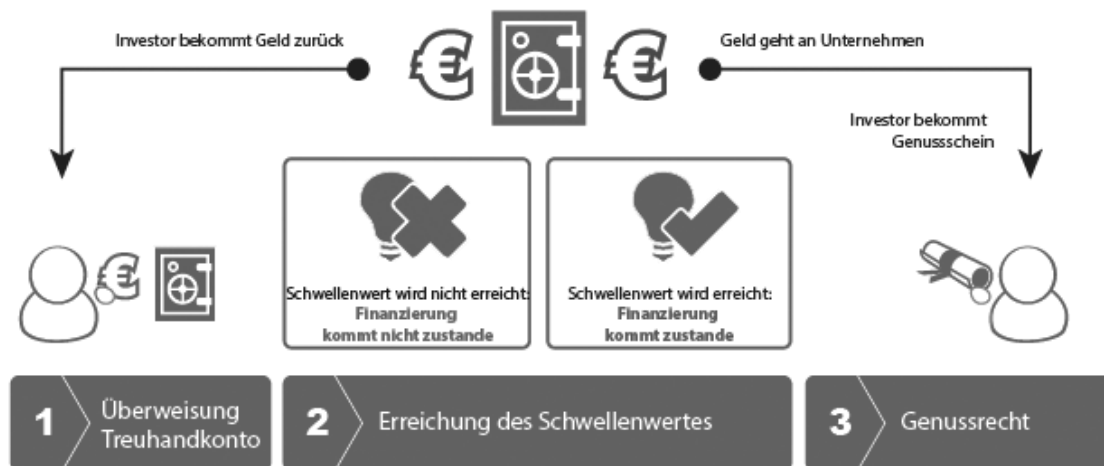 Investor bekommt Geld zurück
€
€
Geld geht an Unternehmen
Investor bekommt
Genussschein
€
Schwellenwert wird nicht erreicht:
Finanzierung
kommt nicht zustande
Schwellenwert wird erreicht:
Finanzierung
kommt zustande
1
Überweisung
Treuhandkonto
2
Erreichung des Schwellenwertes
3
Genussrecht